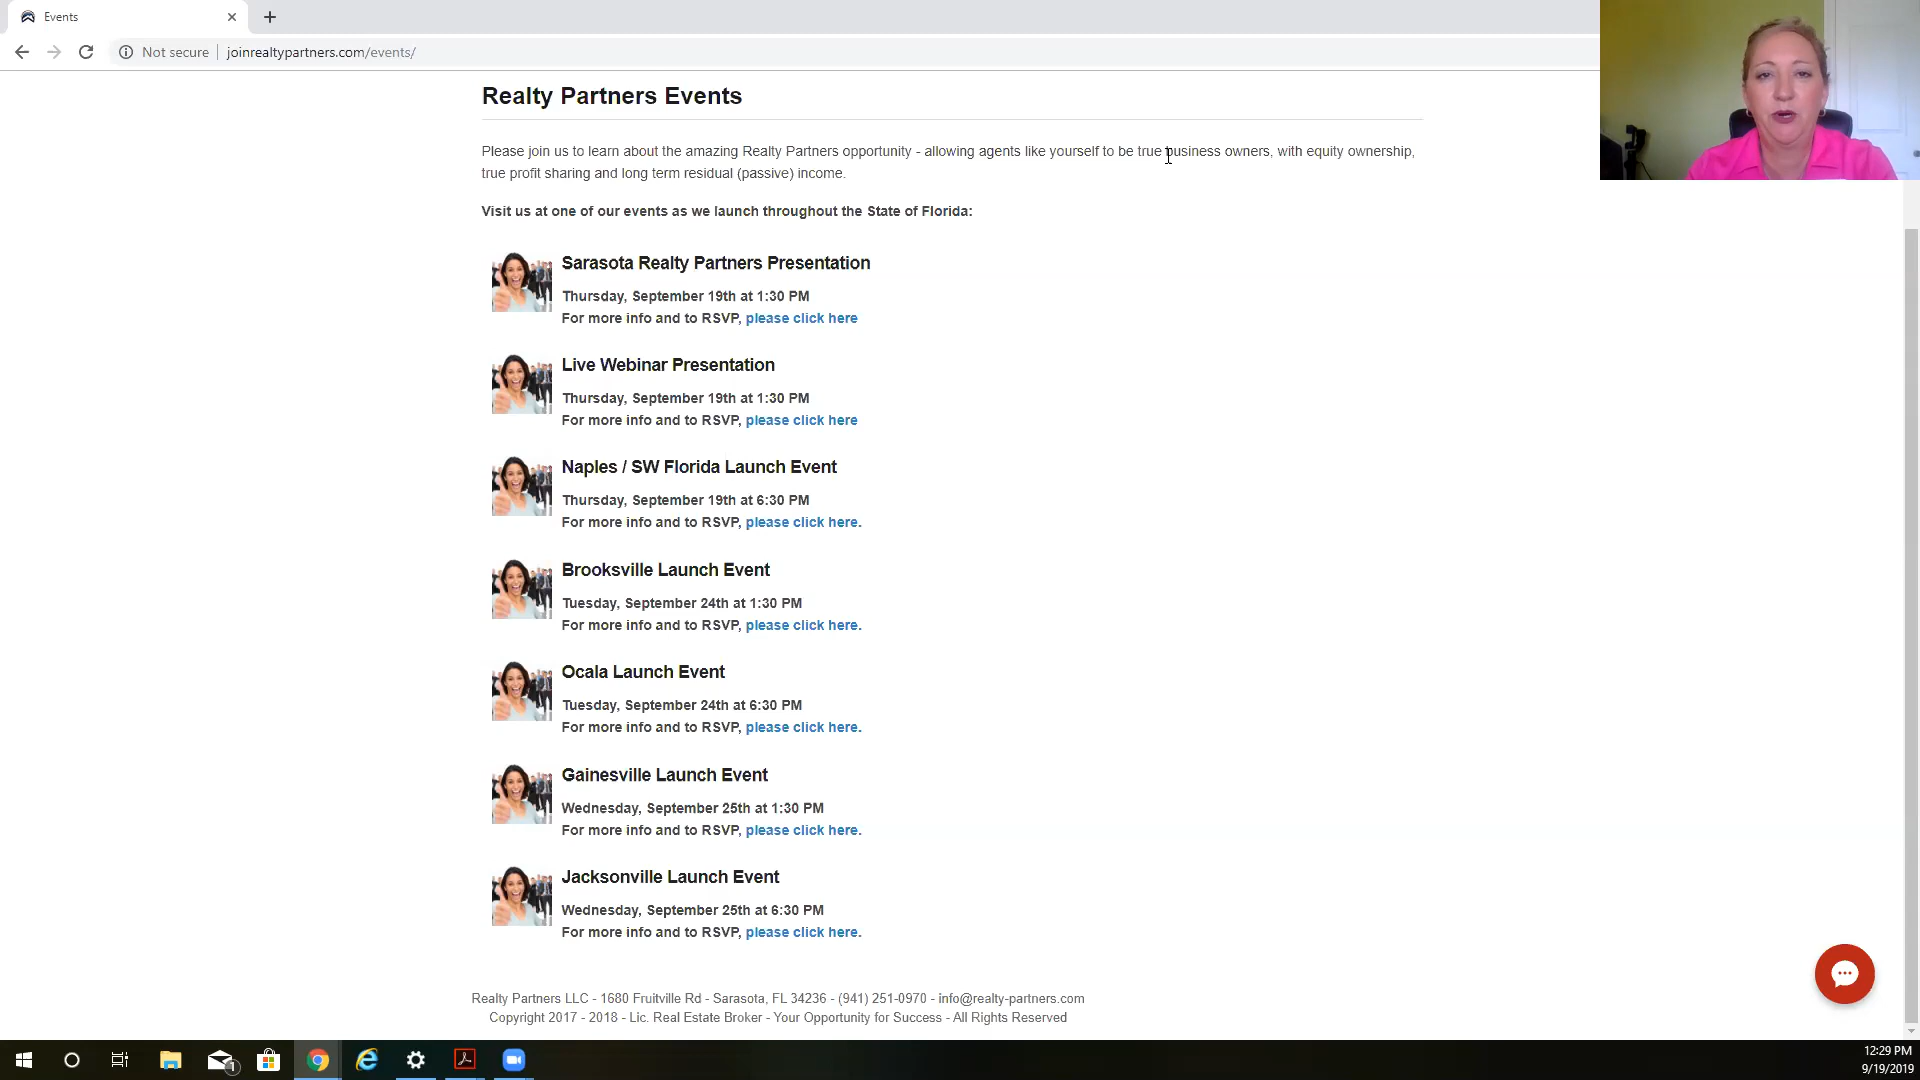 Events
Not secure
joinrealtypartners.com/events/
Realty Partners Events
Please join us to learn about the amazing Realty Partners opportunity - allowing agents like yourself to be true business owners, with equity ownership,
true profit sharing and long term residual (passive) income.
Visit us at one of our events as we launch throughout the State of Florida:
Sarasota Realty Partners Presentation
Thursday, September 19th at 1:30 PM
For more info and to RSVP, please click here
Live Webinar Presentation
Thursday, September 19th at 1:30 PM
For more info and to RSVP, please click here
Naples / SW Florida Launch Event
Thursday, September 19th at 6:30 PM
For more info and to RSVP, please click here.
Brooksville Launch Event
Tuesday, September 24th at 1:30 PM
For more info and to RSVP, please click here.
Ocala Launch Event
Tuesday, September 24th at 6:30 PM
For more info and to RSVP, please click here.
Gainesville Launch Event
Wednesday, September 25th at 1:30 PM
For more info and to RSVP, please click here.
Jacksonville Launch Event
Wednesday, September 25th at 6:30 PM
For more info and to RSVP, please click here.
Realty Partners LLC - 1680 Fruitville Rd - Sarasota, FL 34236 - (941) 251-0970 - info@realty-partners.com
Copyright 2017 - 2018 - Lic. Real Estate Broker - Your Opportunity for Success - All Rights Reserved
1
12:29 PM
9/19/2019